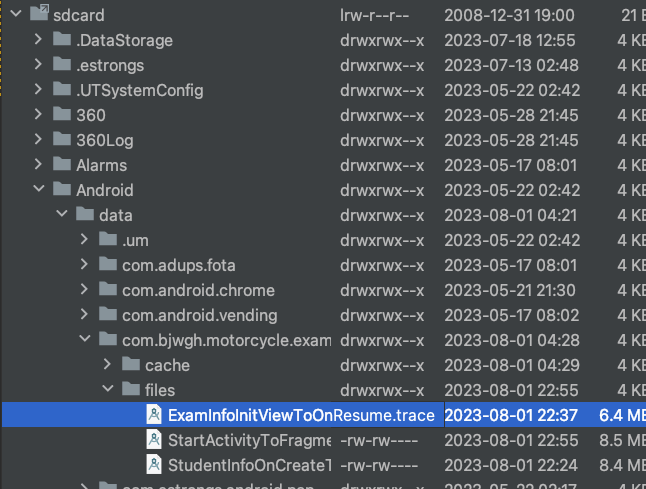 sdcard lrw-r--r-- 2008-12-31 19:00 21 E
.DataStorage drwxrwx--x 2023-07-18 12:55 4 KE
.estrongs drwxrwx--x 2023-07-13 02:48 4 KE
.UTSystemConfig drwxrwx--x 2023-05-22 02:42 4 KE
360 drwxrwx--x 2023-05-28 21:45 4 KE
360Log drwxrwx--x 2023-05-28 21:45 4 KE
Alarms drwxrwx--x 2023-05-17 08:01 4 KE
Android drwxrwx--x 2023-05-22 02:42 4 KE
data drwxrwx--x 2023-08-01 04:21 4 KE
.um drwxrwx--x 2023-05-22 02:42 4 KE
com.adups.fota drwxrwx--x 2023-05-17 08:01 4 KE
com.android.chrome drwxrwx--x 2023-05-21 21:30 4 KE
com.android.vending drwxrwx--x 2023-05-17 08:02 4 KE
com.bjwgh.motorcycle.exam drwxrwx--x 2023-08-01 04:28 4 KE
cache drwxrwx--x 2023-08-01 04:29 4 KE
files drwxrwx--x 2023-08-01 22:55 4 KE
ExamInfoInitViewToOnResume.trace 2023-08-01 22:37 6.4 ME
StartActivityToFragme -rw-rw---- 2023-08-01 22:55 8.5 ME
StudentInfoOnCreateT -rw-rw---- 2023-08-01 22:24 8.4 ME